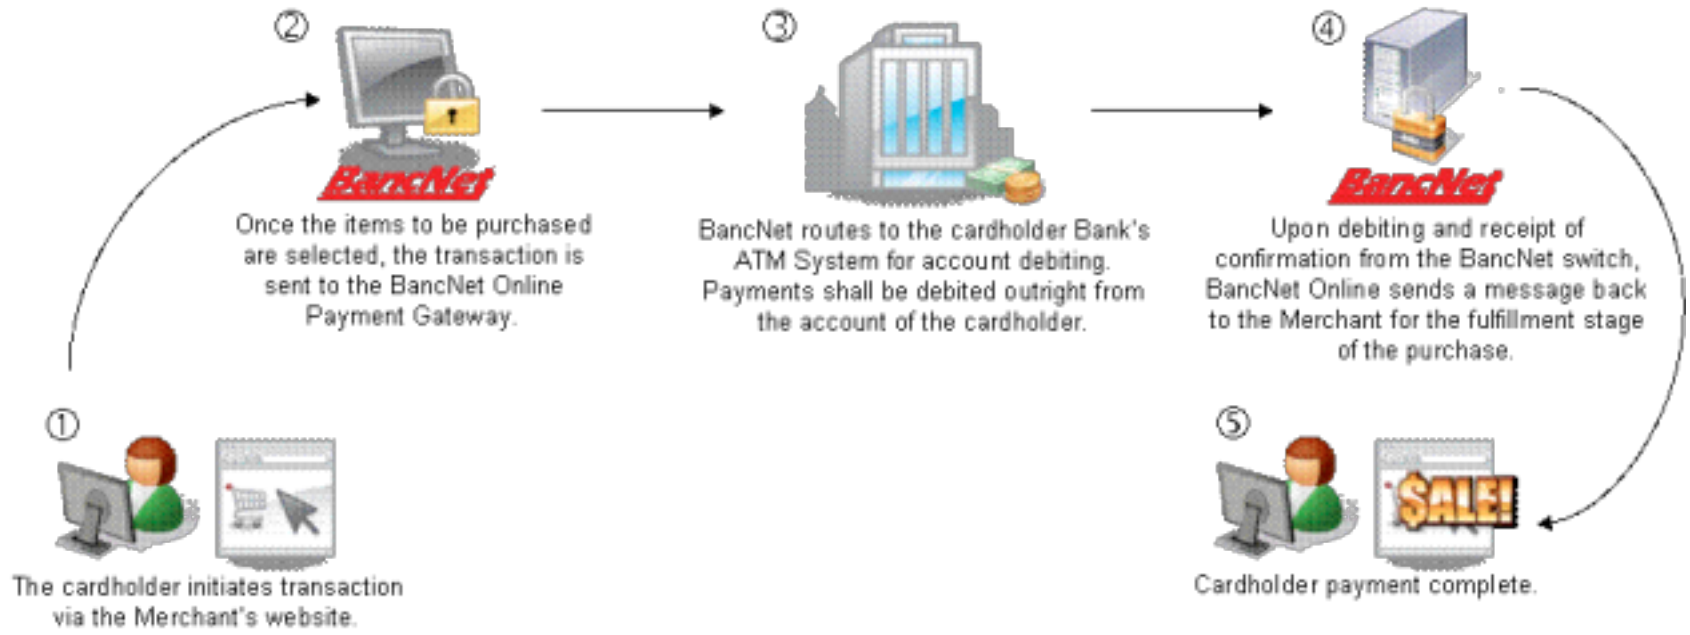 ①
The cardholder initiates transaction
via the Merchant's website.
②
BancNet
Once the items to be purchased
are selected, the transaction is
sent to the BancNet Online
Payment Gateway.
③
BancNet routes to the cardholder Bank's
ATM System for account debiting.
Payments shall be debited outright from
the account of the cardholder.
④
BancNet
Upon debiting and receipt of
confirmation from the BancNet switch,
BancNet Online sends a message back
to the Merchant for the fulfillment stage
of the purchase.
⑤
$ALE!
Cardholder payment complete.